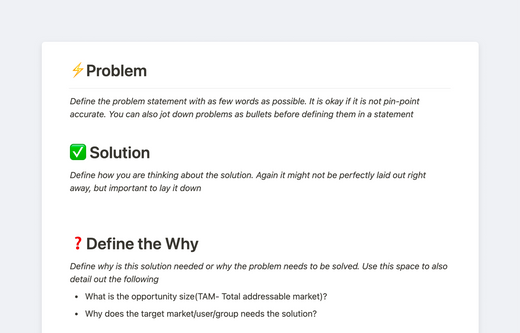 ⚡Problem
Define the problem statement with as few words as possible. It is okay if it is not pin-point
accurate. You can also jot down problems as bullets before defining them in a statement
✅ Solution
Define how you are thinking about the solution. Again it might not be perfectly laid out right
away, but important to lay it down
❓Define the Why
Define why is this solution needed or why the problem needs to be solved. Use this space to also
detail out the following
• What is the opportunity size(TAM- Total addressable market)?
• Why does the target market/user/group needs the solution?